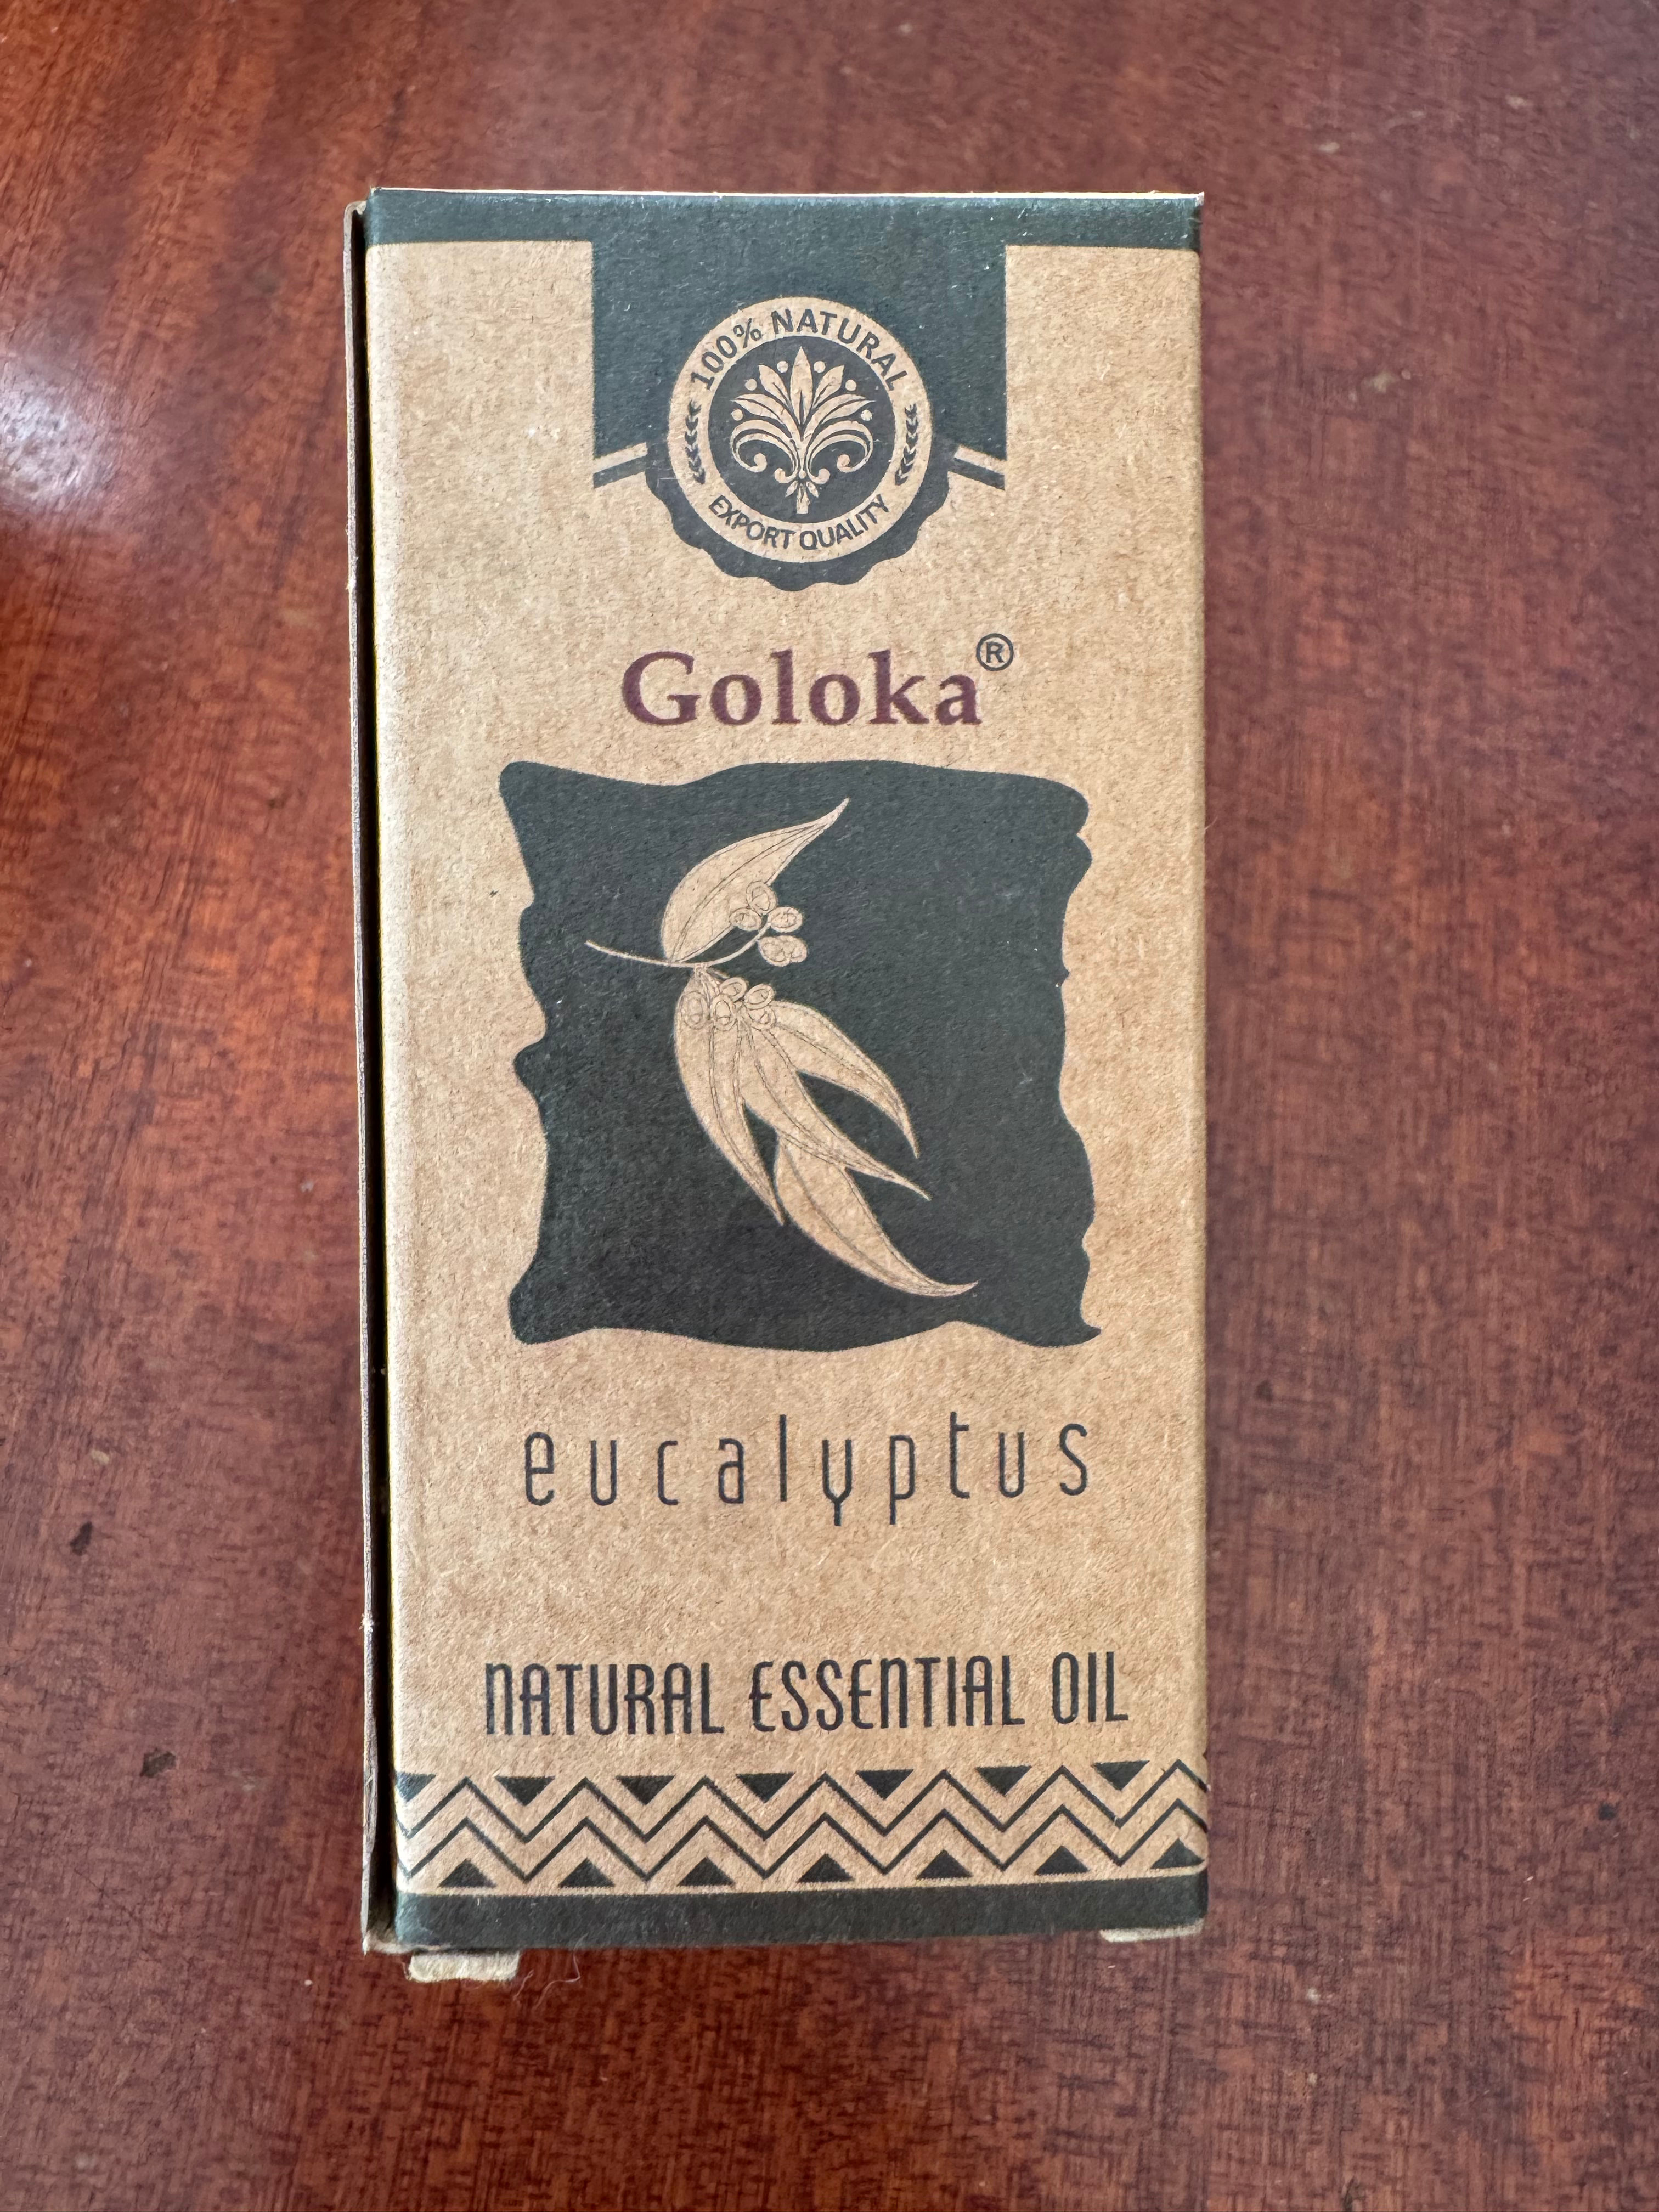 100% NATURAL
EXPORT QUALITY
Goloka®
eucalyptus
NATURAL ESSENTIAL OIL